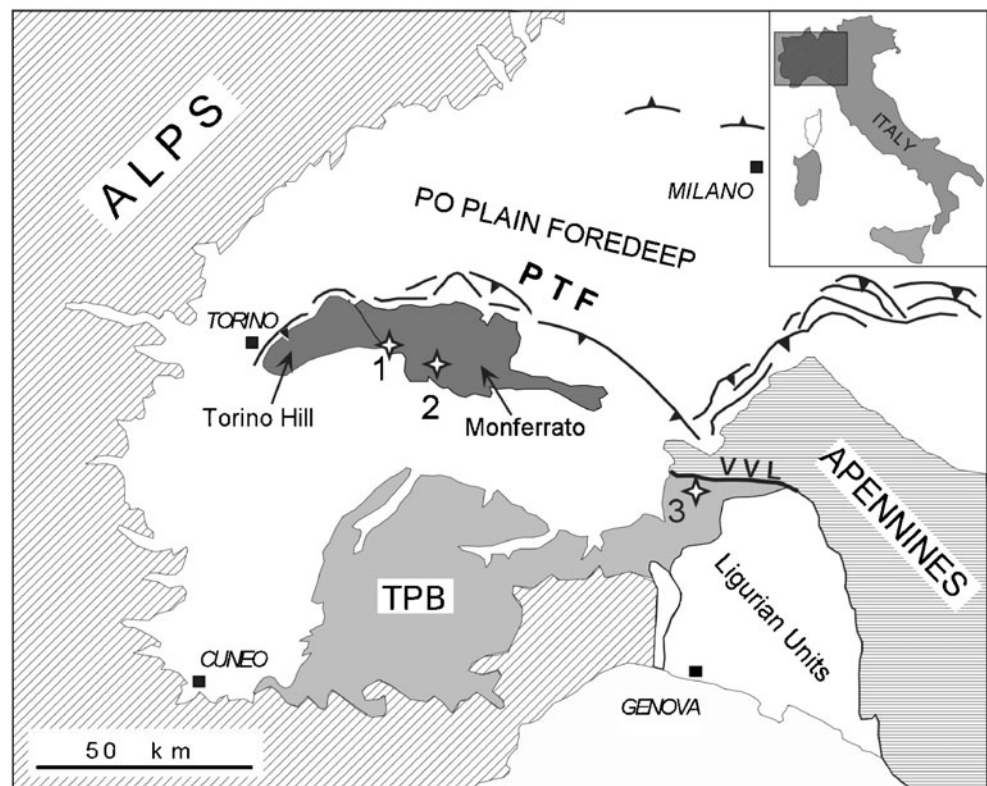 ALPS
ITALY
MILANO
PO PLAIN FOREDEEP
PTF
TORINO
1
2
Torino Hill
Monferrato
VVL
3
APENNINES
TPB
Ligurian Units
CUNEO
GENOVA
50 km